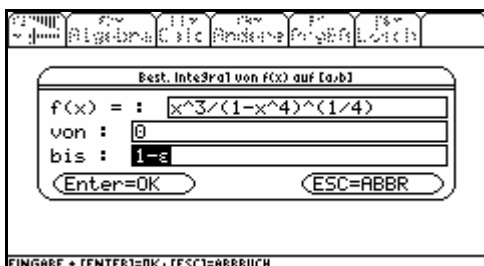 Algebra Calc Andere PrgEA Lösch
Best. Integral von f(x) auf [a,b]
f(x) = : x^3/(1-x^4)^(1/4)
von : 0
bis : 1-ε
Enter=OK ESC=ABBR
EINGABE + [ENTER]=OK, [ESC]=ABBRUCH